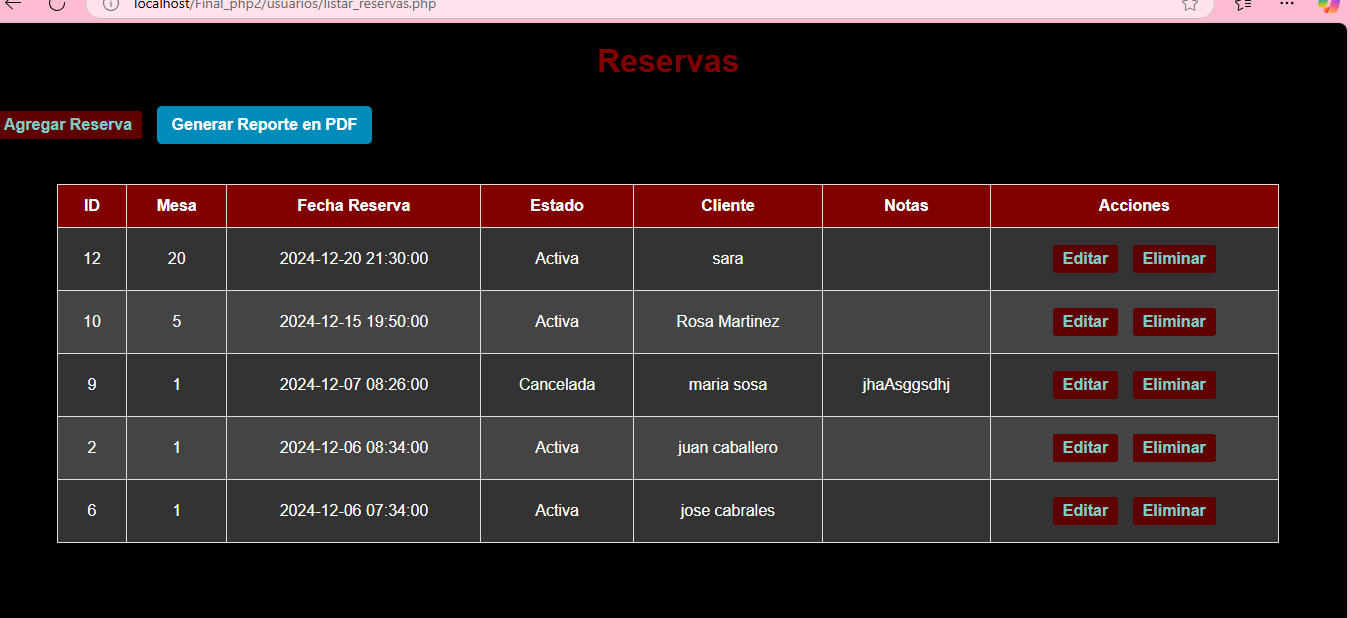 localhost/Final_php2/usuarios/listar_reservas.php
Reservas
Agregar Reserva Generar Reporte en PDF
ID Mesa Fecha Reserva Estado Cliente Notas Acciones
12 20 2024-12-20 21:30:00 Activa sara Editar Eliminar
10 5 2024-12-15 19:50:00 Activa Rosa Martinez Editar Eliminar
9 1 2024-12-07 08:26:00 Cancelada maria sosa jhaAsggsdhj Editar Eliminar
2 1 2024-12-06 08:34:00 Activa juan caballero Editar Eliminar
6 1 2024-12-06 07:34:00 Activa jose cabrales Editar Eliminar